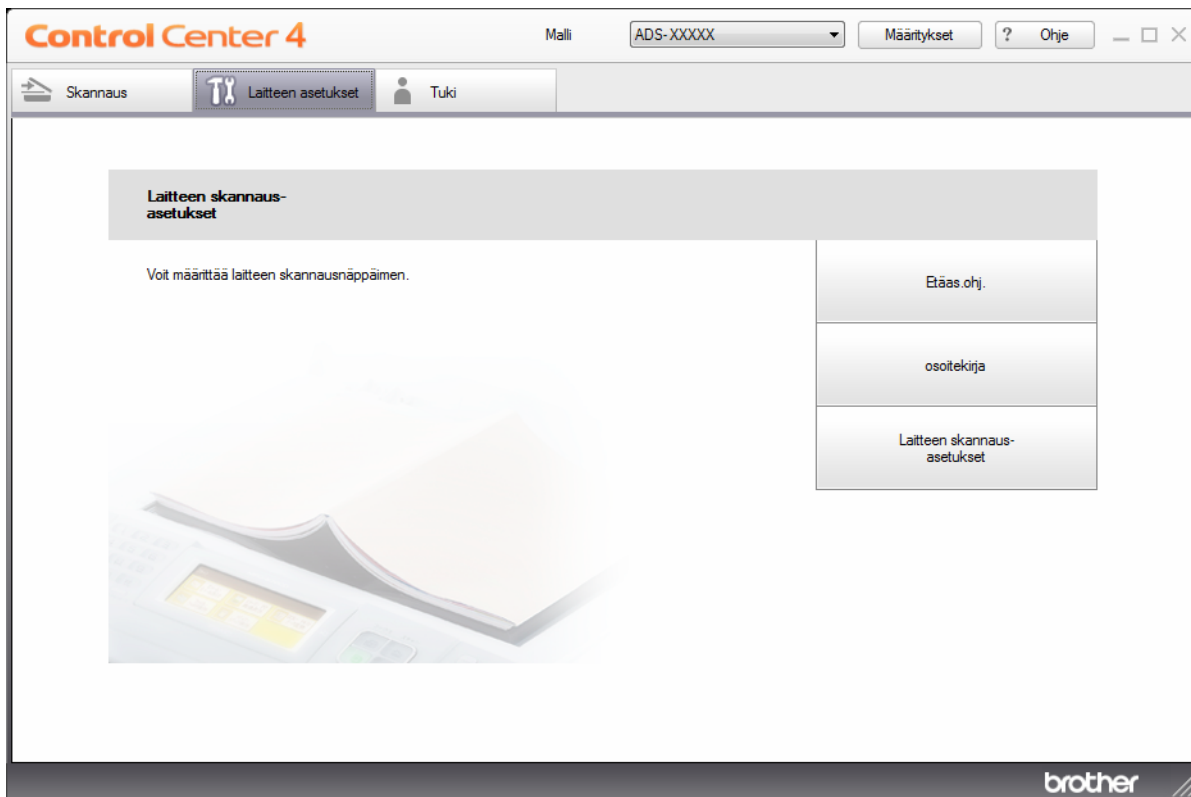 Control Center 4
Malli
ADS-XXXXX
Määritykset
? Ohje
Skannaus
Laitteen asetukset
Tuki
Laitteen skannaus-
asetukset
Voit määrittää laitteen skannausnäppäimen.
Etäas.ohj.
osoitekirja
Laitteen skannaus-
asetukset
brother